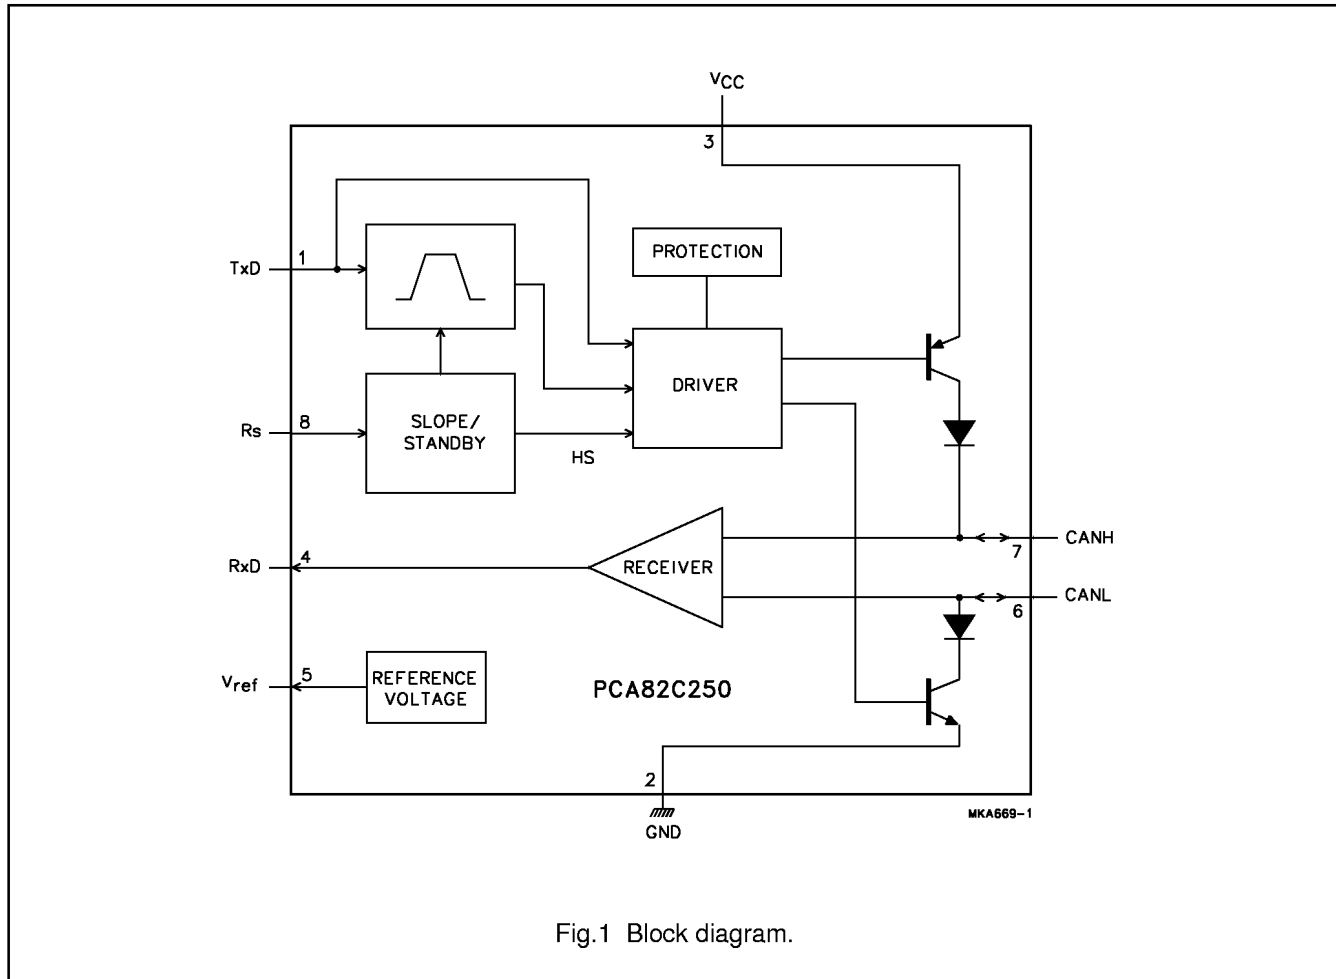 VCC
3
1
TxD
PROTECTION
DRIVER
8
Rs
SLOPE/
STANDBY
HS
7
CANH
4
RxD
RECEIVER
6
CANL
5
Vref
REFERENCE
VOLTAGE
PCA82C250
2
GND
MKA669-1
Fig.1 Block diagram.